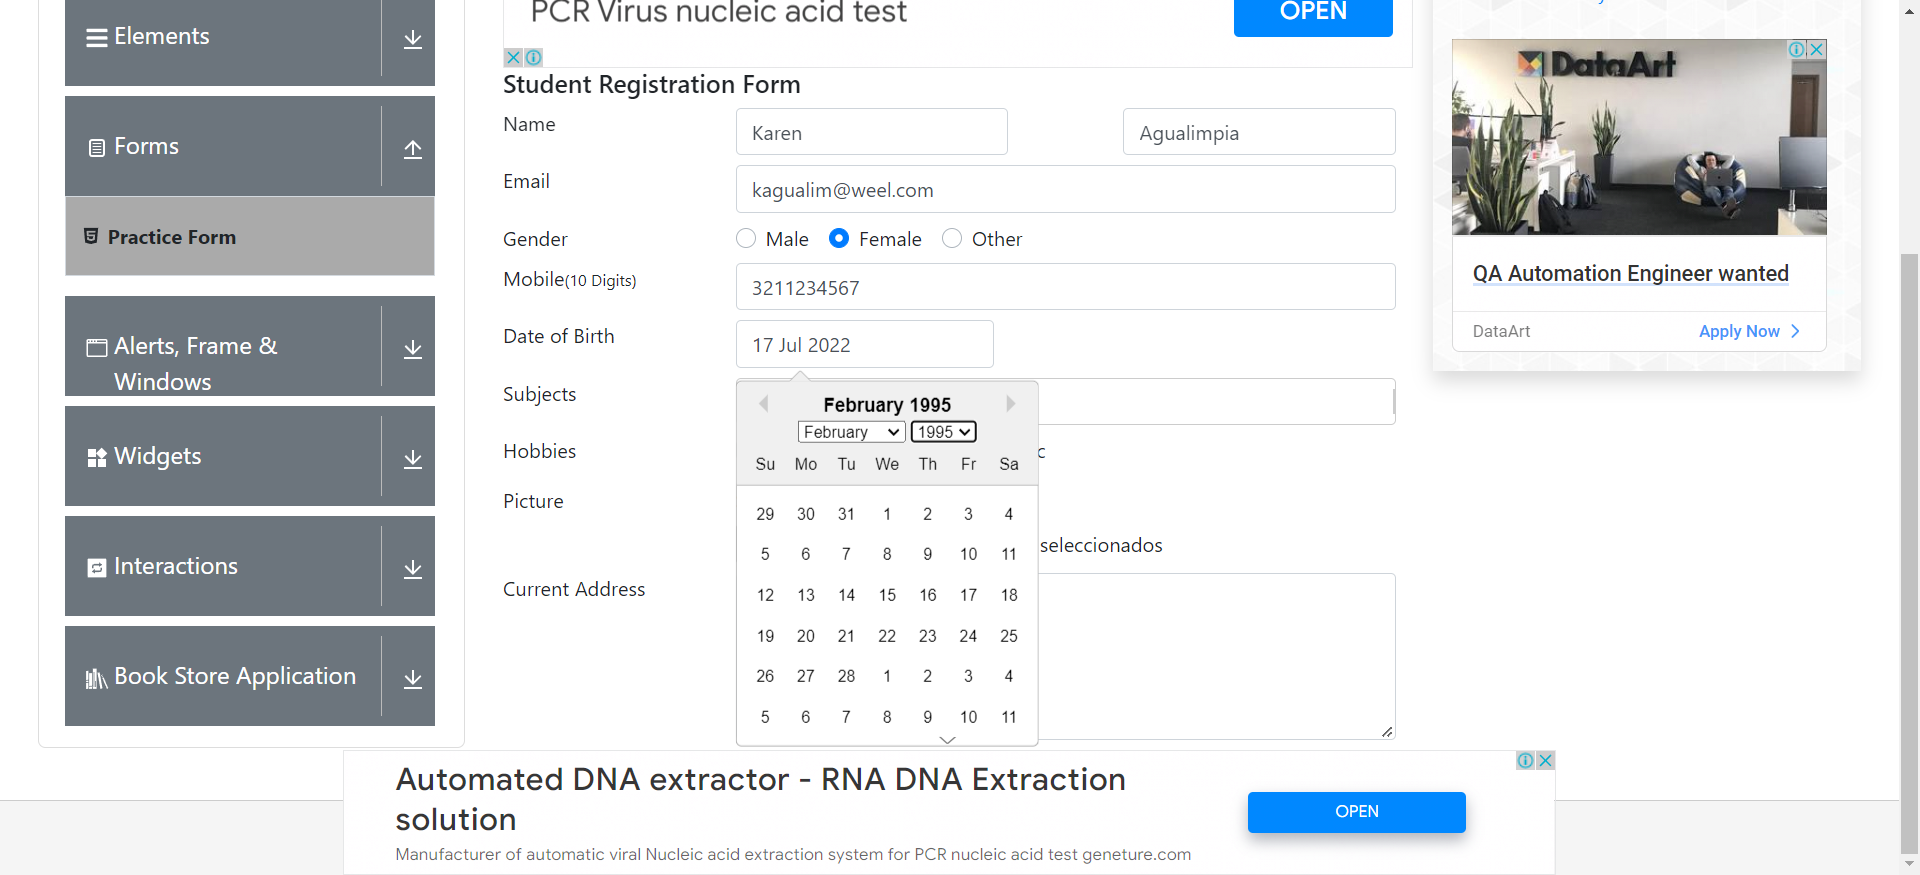 Elements
Forms
Practice Form
Alerts, Frame &
Windows
Widgets
Interactions
Book Store Application
PCR Virus nucleic acid test
OPEN
Student Registration Form
Name
Karen
Agualimpia
Email
kagualim@weel.com
Gender
Male
Female
Other
Mobile(10 Digits)
3211234567
Date of Birth
17 Jul 2022
Subjects
February 1995
February
1995
Hobbies
c
Su Mo Tu We Th Fr Sa
Picture
29 30 31 1 2 3 4
5 6 7 8 9 10 11
seleccionados
Current Address
12 13 14 15 16 17 18
19 20 21 22 23 24 25
26 27 28 1 2 3 4
5 6 7 8 9 10 11
DataArt
QA Automation Engineer wanted
DataArt
Apply Now
Automated DNA extractor - RNA DNA Extraction
solution
Manufacturer of automatic viral Nucleic acid extraction system for PCR nucleic acid test geneture.com
OPEN